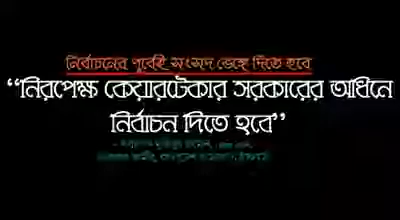 নির্বাচনের পূর্বেই সংসদ ভেঙ্গে দিতে হবে
“নিরপেক্ষ কেয়ারটেকার সরকারের অধিনে
নির্বাচন দিতে হবে”